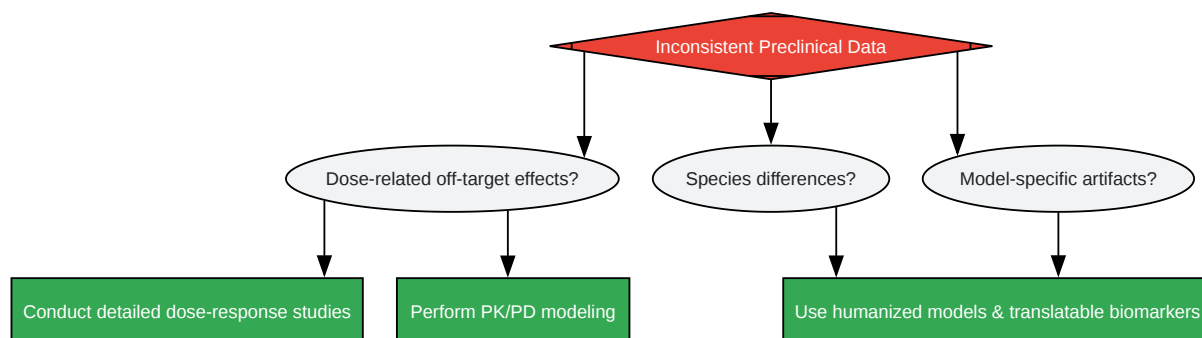 Inconsistent Preclinical Data
Dose-related off-target effects?
Species differences?
Model-specific artifacts?
Conduct detailed dose-response studies
Perform PK/PD modeling
Use humanized models & translatable biomarkers